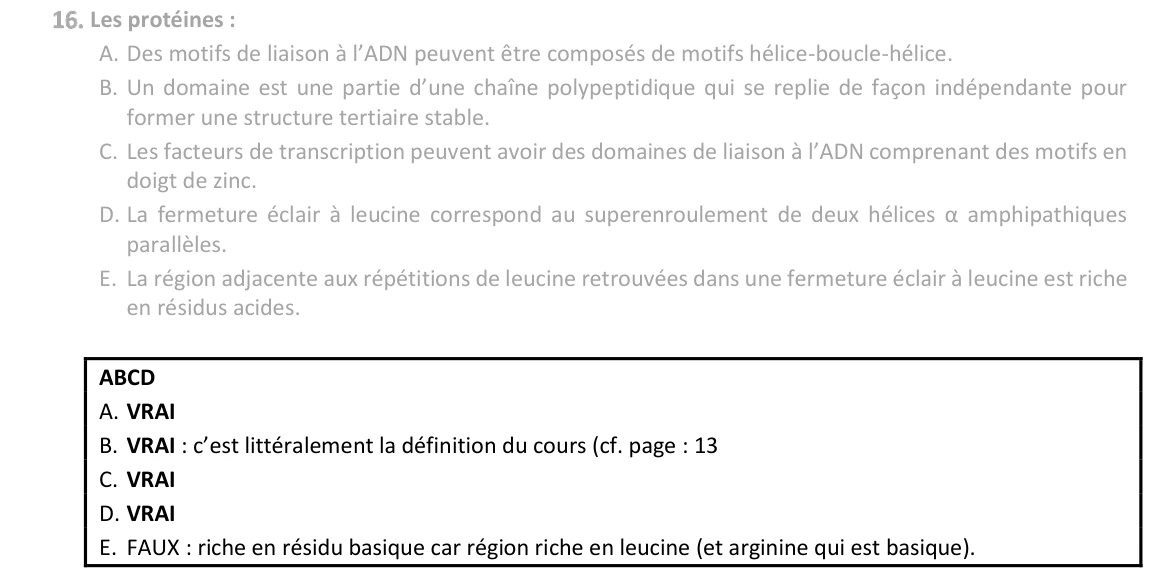 16. Les protéines :
A. Des motifs de liaison à l’ADN peuvent être composés de motifs hélice-boucle-hélice.
B. Un domaine est une partie d’une chaîne polypeptidique qui se replie de façon indépendante pour
former une structure tertiaire stable.
C. Les facteurs de transcription peuvent avoir des domaines de liaison à l’ADN comprenant des motifs en
doigt de zinc.
D. La fermeture éclair à leucine correspond au superenroulement de deux hélices α amphipathiques
parallèles.
E. La région adjacente aux répétitions de leucine retrouvées dans une fermeture éclair à leucine est riche
en résidus acides.
ABCD
A. VRAI
B. VRAI : c’est littéralement la définition du cours (cf. page : 13
C. VRAI
D. VRAI
E. FAUX : riche en résidu basique car région riche en leucine (et arginine qui est basique).